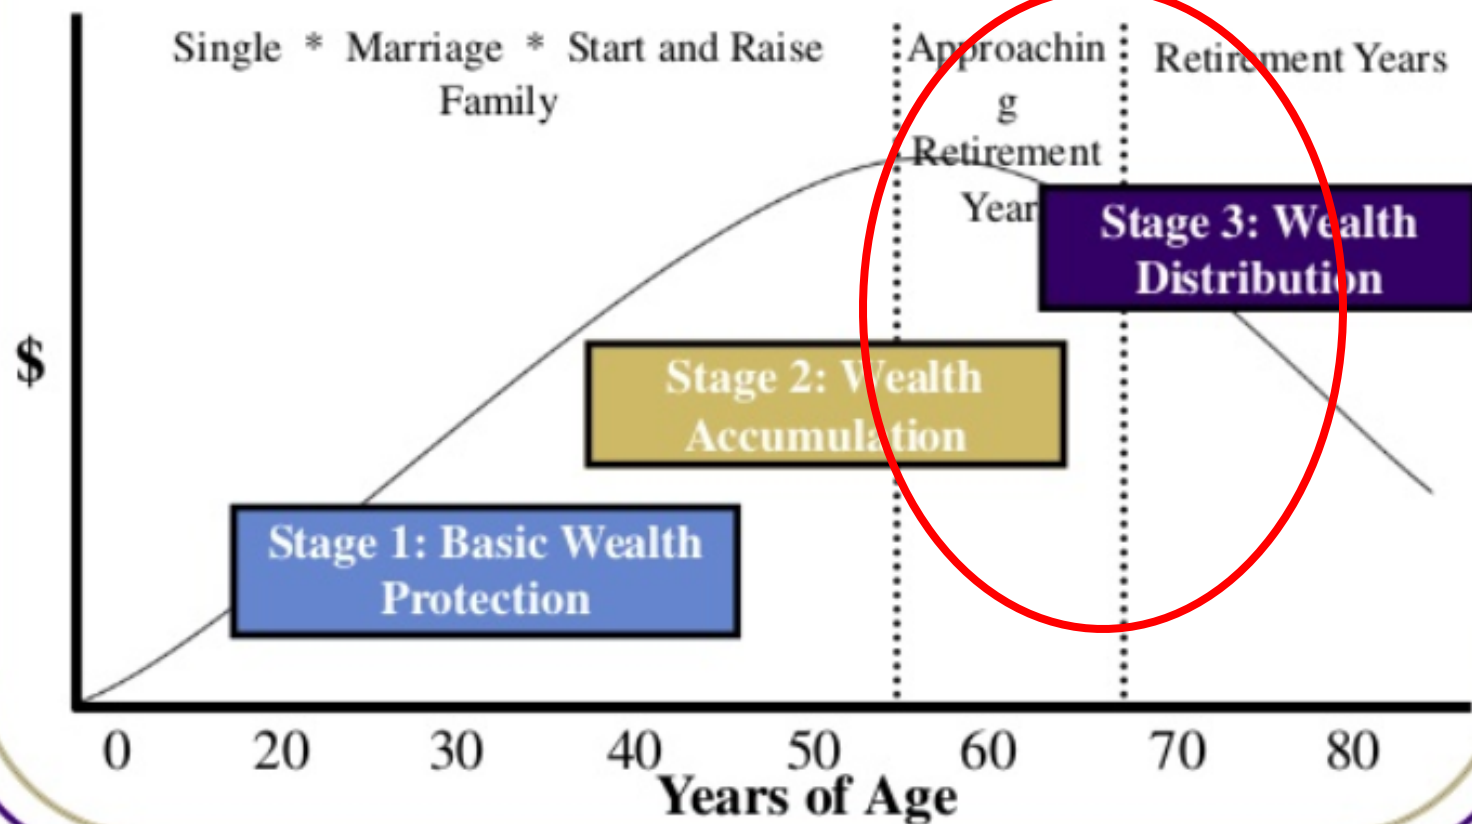 Single * Marriage * Start and Raise
Family
Approachin
g
Retirement
Year
Retirement Years
Stage 3: Wealth
Distribution
$
Stage 2: Wealth
Accumulation
Stage 1: Basic Wealth
Protection
0 20 30 40 50 60 70 80
Years of Age